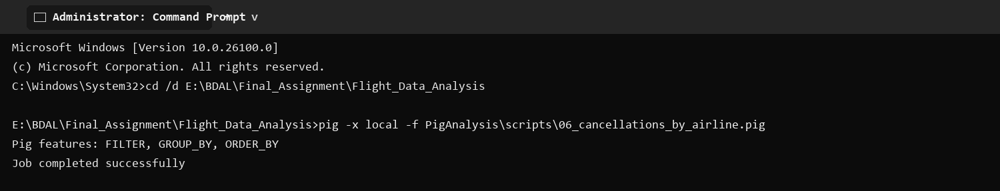 Administrator: Command Prompt v
Microsoft Windows [Version 10.0.26100.0]
(c) Microsoft Corporation. All rights reserved.
C:\Windows\System32>cd /d E:\BDAL\Final_Assignment\Flight_Data_Analysis
E:\BDAL\Final_Assignment\Flight_Data_Analysis>pig -x local -f PigAnalysis\scripts\06_cancellations_by_airline.pig
Pig features: FILTER, GROUP_BY, ORDER_BY
Job completed successfully